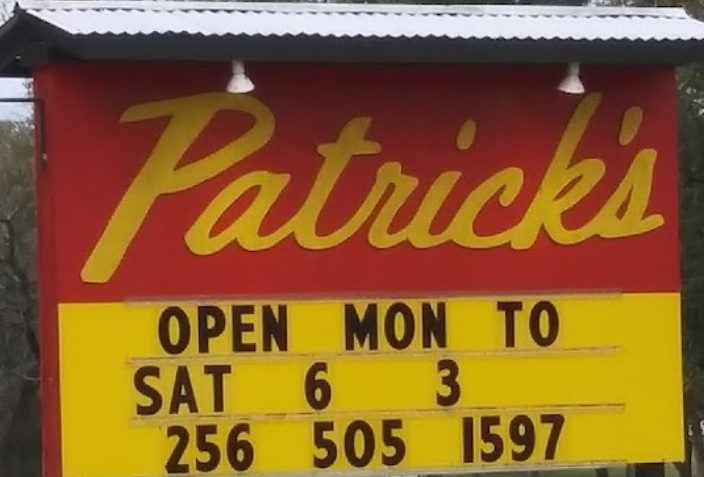 Patrick's
OPEN MON TO
SAT 6 3
256 505 1597